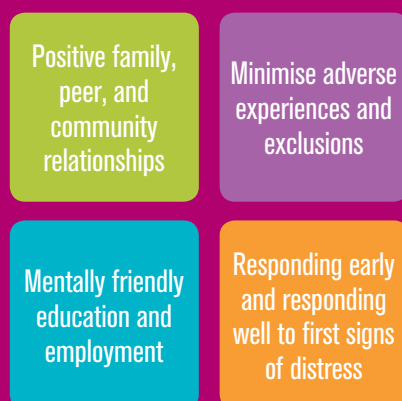 Positive family,
peer, and
community
relationships
Minimise adverse
experiences and
exclusions
Mentally friendly
education and
employment
Responding early
and responding
well to first signs
of distress